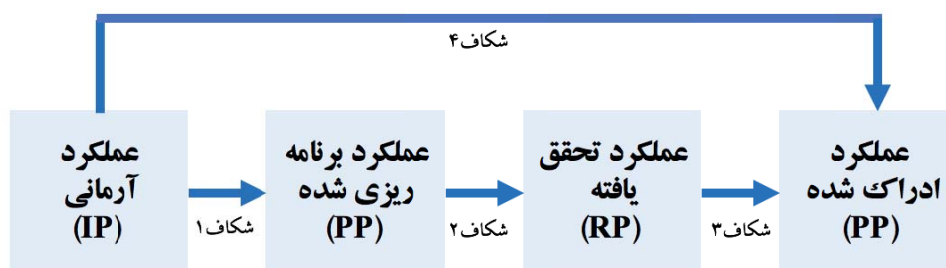 شکاف۴
عملکرد
آرمانی
(IP)
شکاف۱
عملکرد برنامه
ریزی شده
(PP)
شکاف۲
عملکرد تحقق
یافته
(RP)
شکاف۳
عملکرد
ادراک شده
(PP)